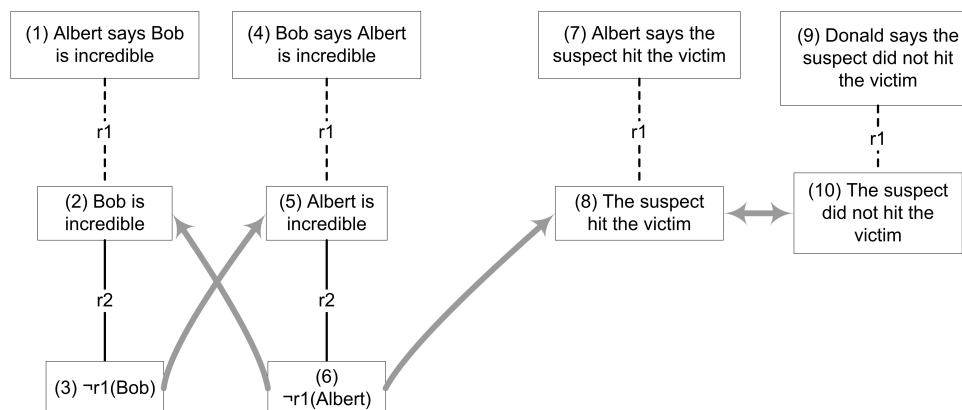 (1) Albert says Bob
is incredible
(4) Bob says Albert
is incredible
(7) Albert says the
suspect hit the victim
(9) Donald says the
suspect did not hit
the victim
r1
r1
r1
r1
(2) Bob is
incredible
(5) Albert is
incredible
(8) The suspect
hit the victim
(10) The suspect
did not hit the
victim
r2
r2
(3) ¬r1(Bob)
(6)
¬r1(Albert)